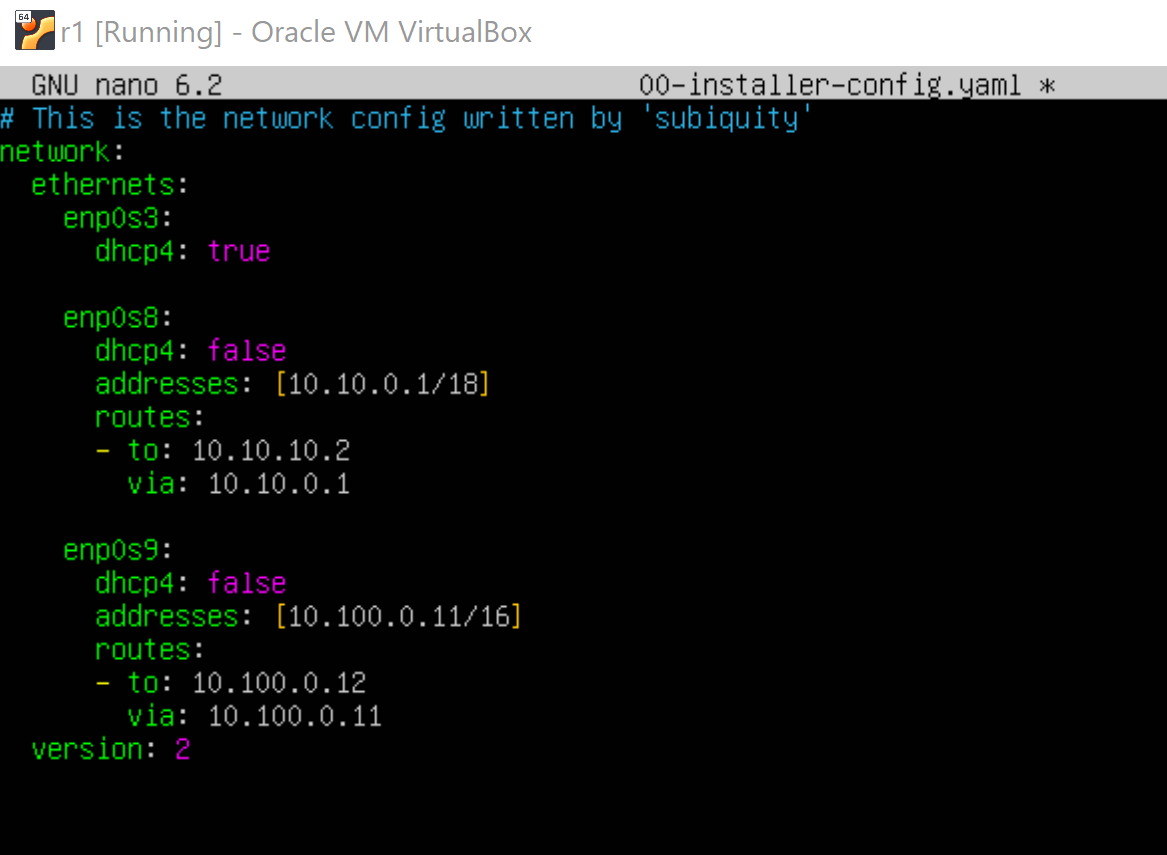 64
r1 [Running] - Oracle VM VirtualBox
GNU nano 6.2 00-installer-config.yaml *
# This is the network config written by 'subiquity'
network:
  ethernets:
    enp0s3:
      dhcp4: true
    enp0s8:
      dhcp4: false
      addresses: [10.10.0.1/18]
      routes:
      - to: 10.10.10.2
        via: 10.10.0.1
    enp0s9:
      dhcp4: false
      addresses: [10.100.0.11/16]
      routes:
      - to: 10.100.0.12
        via: 10.100.0.11
  version: 2